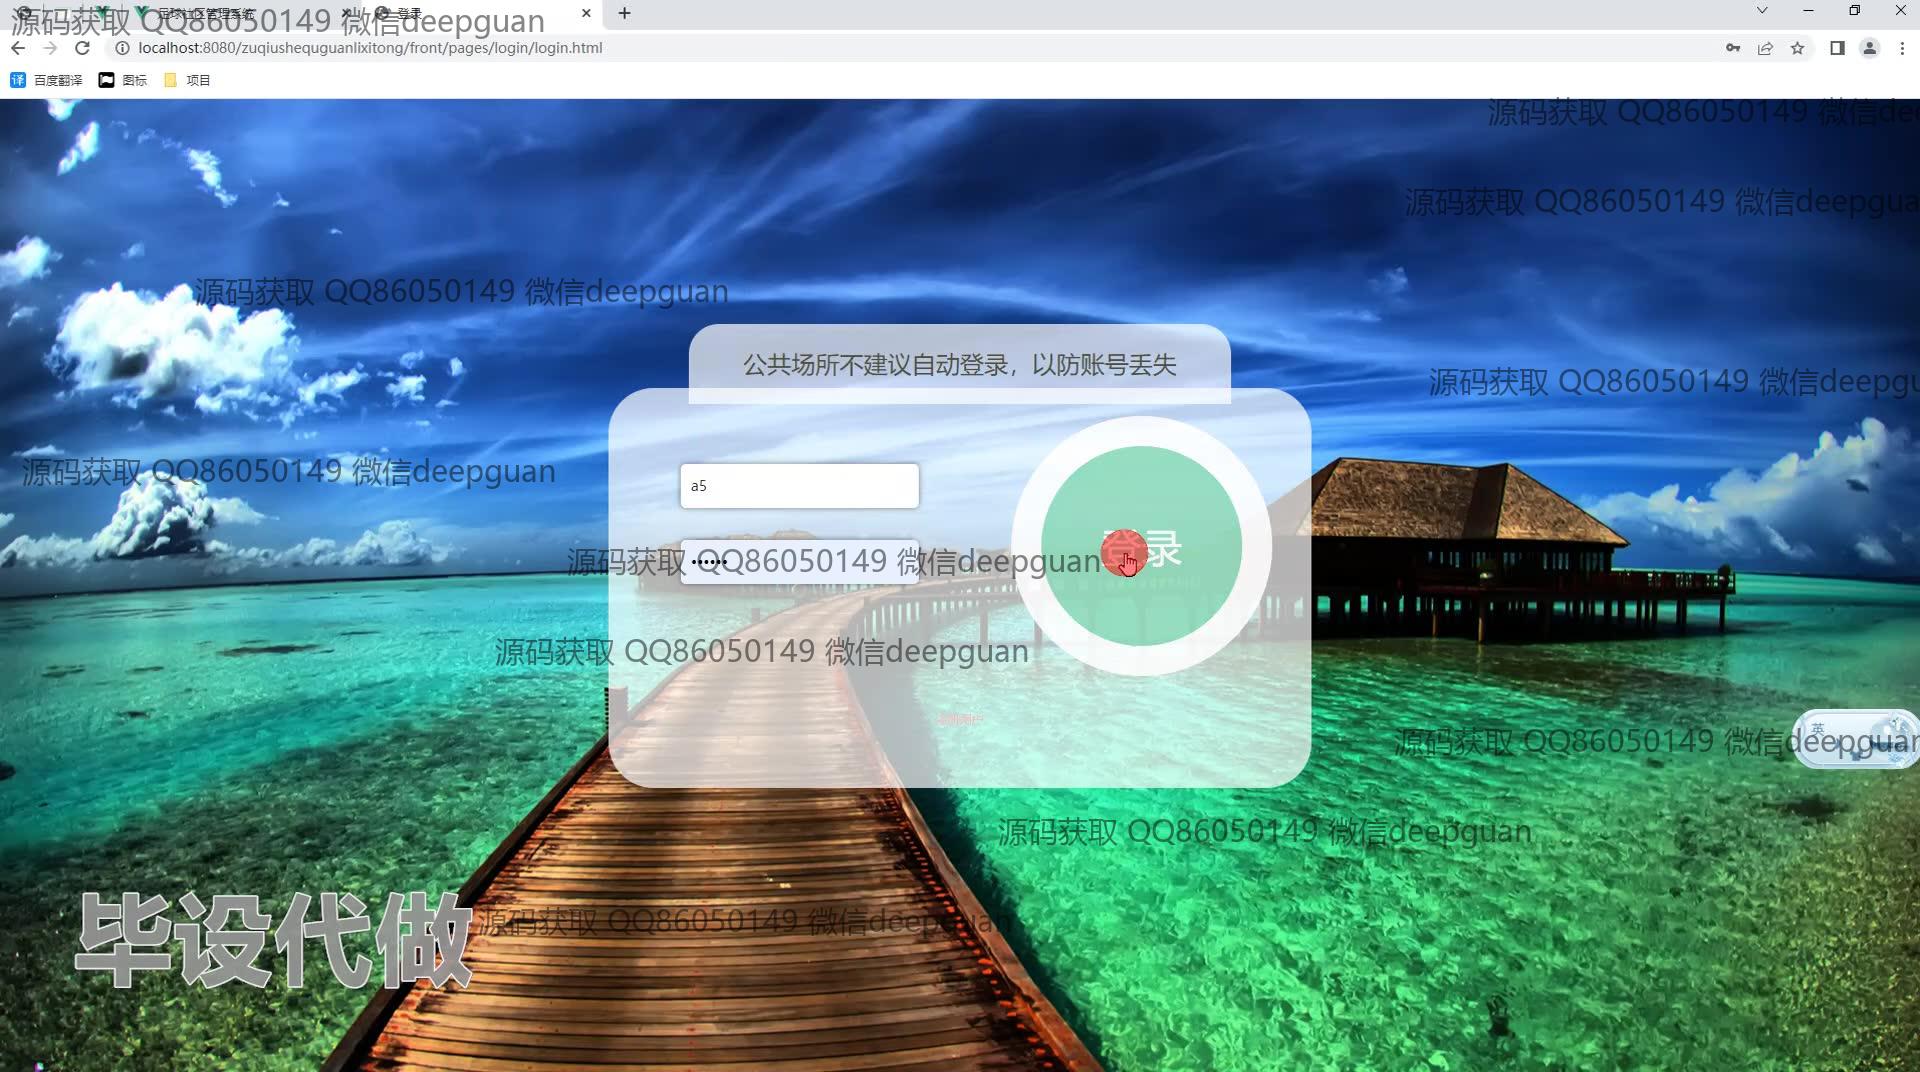 足球社区管理系统
登录
源码获取 QQ86050149 微信deepguan
localhost:8080/zuqiushequguanlixitong/front/pages/login/login.html
译 百度翻译 图标 项目
源码获取 QQ86050149 微信dee
源码获取 QQ86050149 微信deepgua
源码获取 QQ86050149 微信deepguan
公共场所不建议自动登录，以防账号丢失
源码获取 QQ86050149 微信deepgu
源码获取 QQ86050149 微信deepguan
a5
登录
源码获取 QQ86050149 微信deepguan
源码获取 QQ86050149 微信deepguan
英
源码获取 QQ86050149 微信deepguan
源码获取 QQ86050149 微信deepguan
毕设代做
源码获取 QQ86050149 微信deepguan